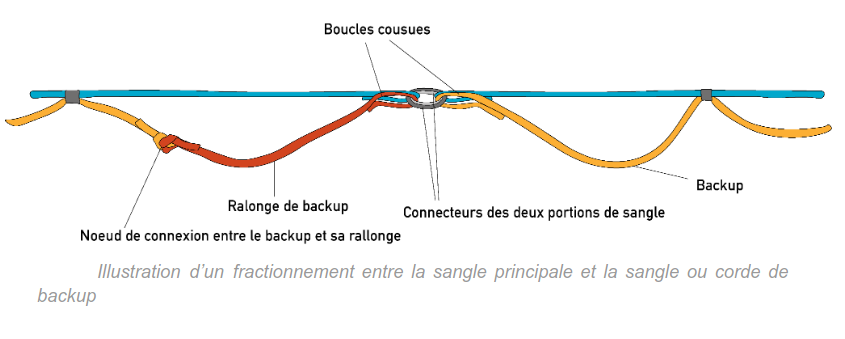 Boucles cousues
Backup
Ralonge de backup
Connecteurs des deux portions de sangle
Noeud de connexion entre le backup et sa rallonge
Illustration d'un fractionnement entre la sangle principale et la sangle ou corde de
backup